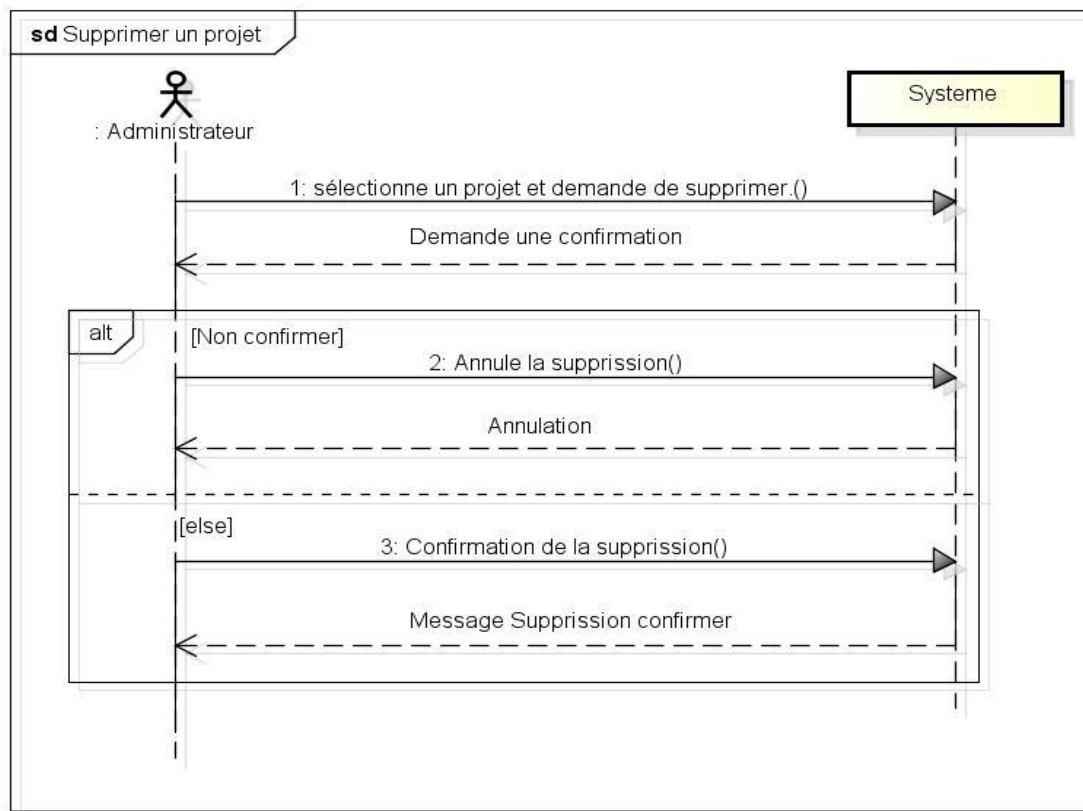 sd Supprimer un projet
: Administrateur
Systeme
1: sélectionne un projet et demande de supprimer.()
Demande une confirmation
alt
[Non confirmer]
2: Annule la supprission()
Annulation
[else]
3: Confirmation de la supprission()
Message Supprission confirmer